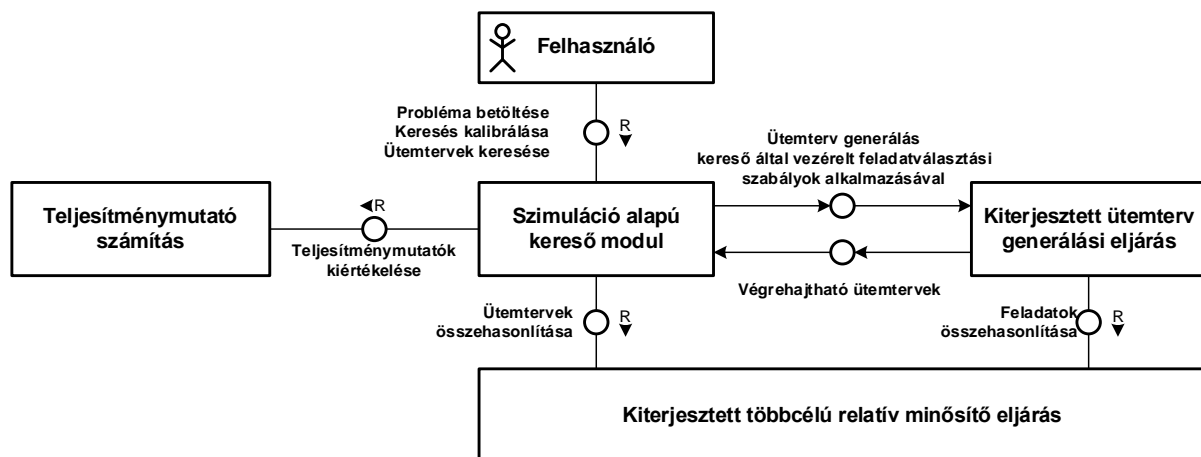 Felhasználó
Probléma betöltése
Keresés kalibrálása
Ütemtervek keresése
R
Ütemterv generálás
kereső által vezérelt feladatválasztási
szabályok alkalmazásával
Teljesítménymutató
számítás
R
Teljesítménymutatók
kiértékelése
Szimuláció alapú
kereső modul
Kiterjesztett ütemterv
generálási eljárás
Végrehajtható ütemtervek
Ütemtervek
összehasonlítása
R
Feladatok
összehasonlítása
R
Kiterjesztett többcélú relatív minősítő eljárás